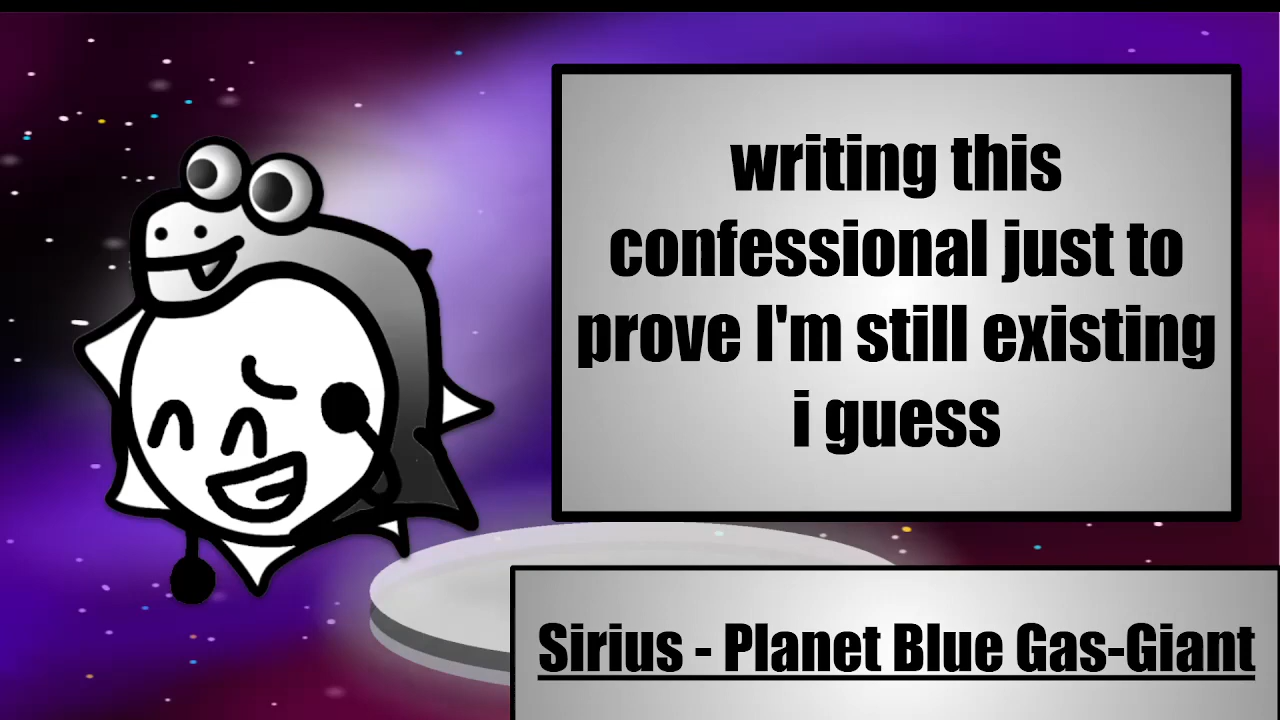 writing this
confessional just to
prove I'm still existing
i guess
Sirius - Planet Blue Gas-Giant